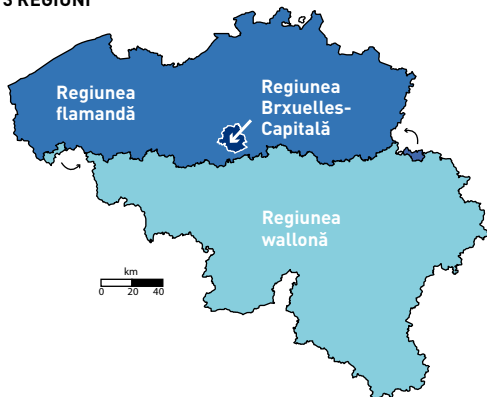 3 REGIUNI
Regiunea
flamandă
Regiunea
Brxuelles-
Capitală
Regiunea
wallonă
km
0 20 40